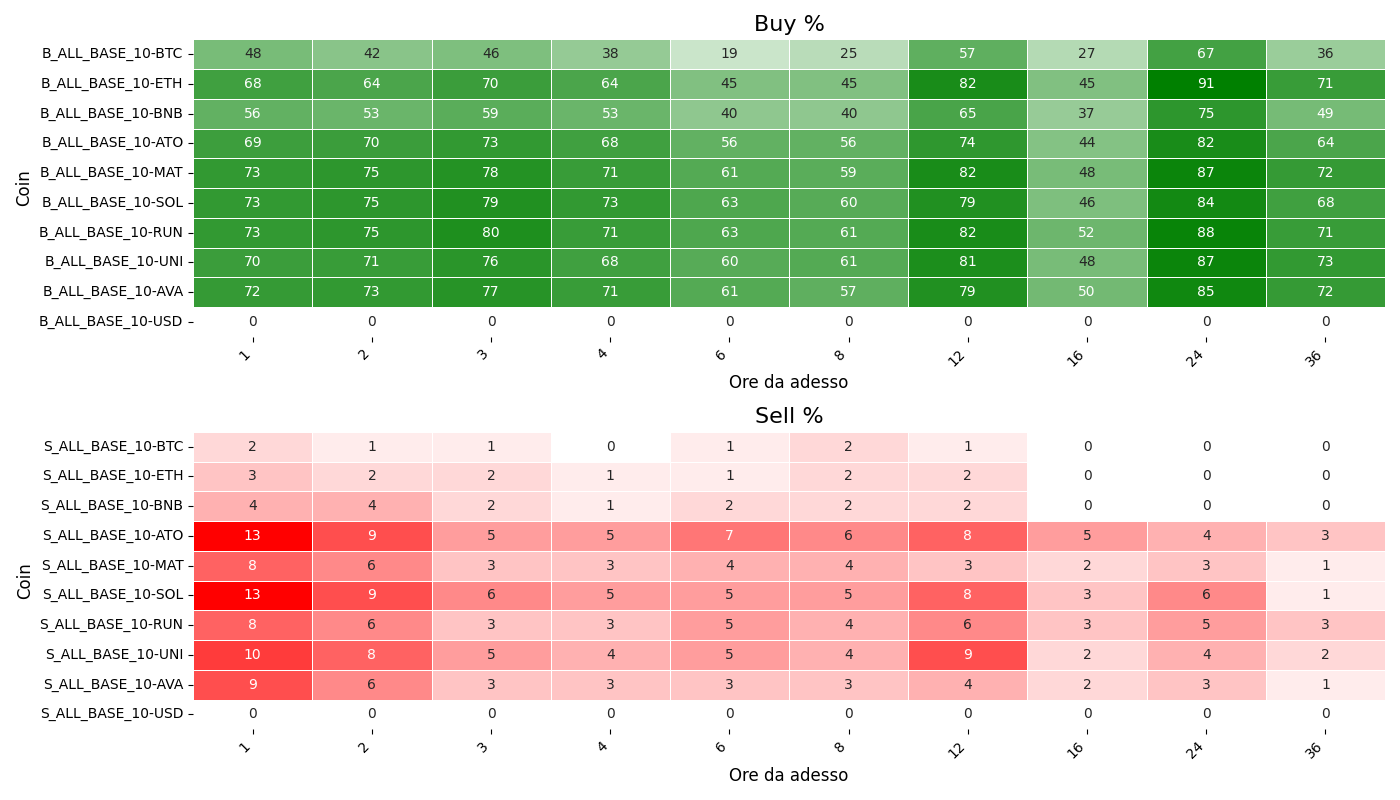 Buy %
Coin
B_ALL_BASE_10-BTC 48 42 46 38 19 25 57 27 67 36
B_ALL_BASE_10-ETH 68 64 70 64 45 45 82 45 91 71
B_ALL_BASE_10-BNB 56 53 59 53 40 40 65 37 75 49
B_ALL_BASE_10-ATO 69 70 73 68 56 56 74 44 82 64
B_ALL_BASE_10-MAT 73 75 78 71 61 59 82 48 87 72
B_ALL_BASE_10-SOL 73 75 79 73 63 60 79 46 84 68
B_ALL_BASE_10-RUN 73 75 80 71 63 61 82 52 88 71
B_ALL_BASE_10-UNI 70 71 76 68 60 61 81 48 87 73
B_ALL_BASE_10-AVA 72 73 77 71 61 57 79 50 85 72
B_ALL_BASE_10-USD 0 0 0 0 0 0 0 0 0 0
1 2 3 4 6 8 12 16 24 36
Ore da adesso
Sell %
Coin
S_ALL_BASE_10-BTC 2 1 1 0 1 2 1 0 0 0
S_ALL_BASE_10-ETH 3 2 2 1 1 2 2 0 0 0
S_ALL_BASE_10-BNB 4 4 2 1 2 2 2 0 0 0
S_ALL_BASE_10-ATO 13 9 5 5 7 6 8 5 4 3
S_ALL_BASE_10-MAT 8 6 3 3 4 4 3 2 3 1
S_ALL_BASE_10-SOL 13 9 6 5 5 5 8 3 6 1
S_ALL_BASE_10-RUN 8 6 3 3 5 4 6 3 5 3
S_ALL_BASE_10-UNI 10 8 5 4 5 4 9 2 4 2
S_ALL_BASE_10-AVA 9 6 3 3 3 3 4 2 3 1
S_ALL_BASE_10-USD 0 0 0 0 0 0 0 0 0 0
1 2 3 4 6 8 12 16 24 36
Ore da adesso